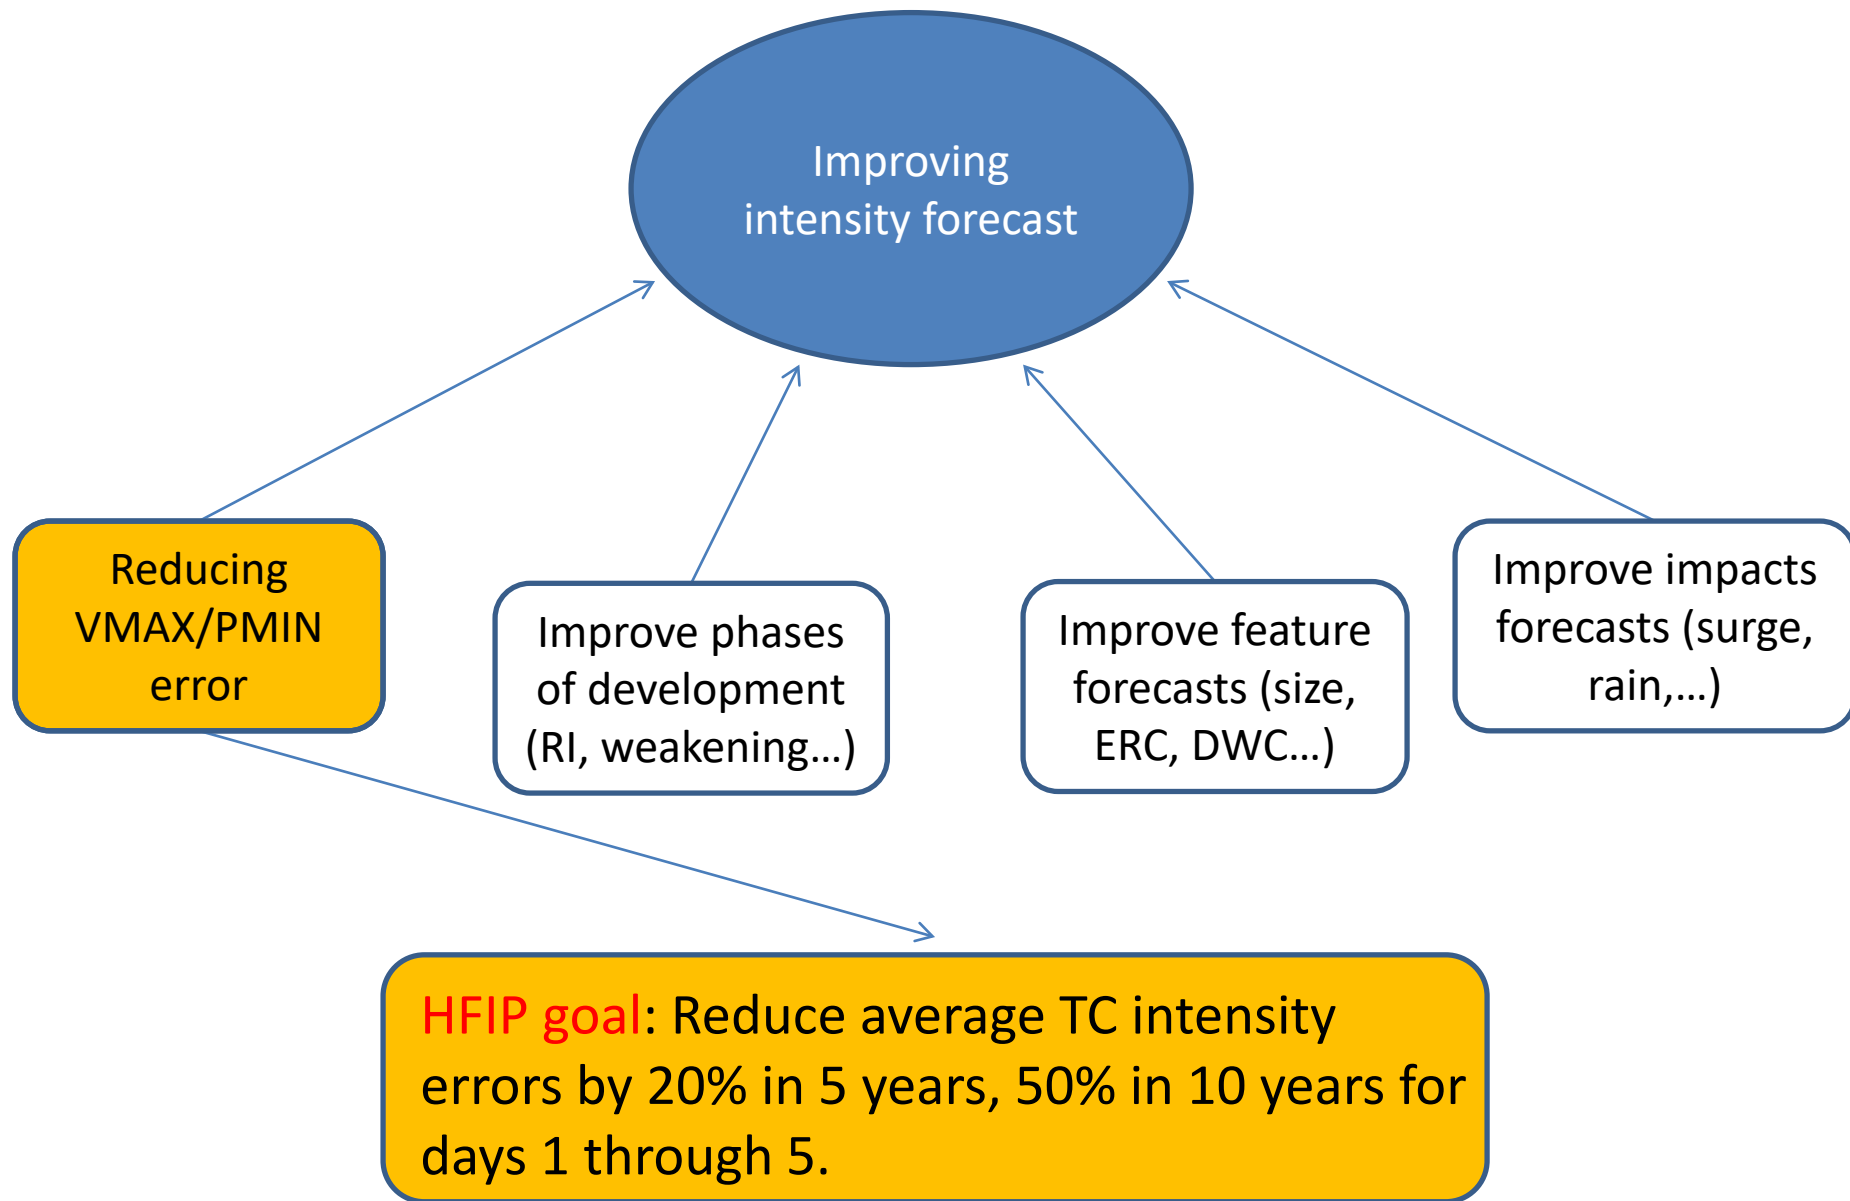 Improving
intensity forecast
Reducing
VMAX/PMIN
error
Improve phases
of development
(RI, weakening…)
Improve feature
forecasts (size,
ERC, DWC…)
Improve impacts
forecasts (surge,
rain,…)
HFIP goal: Reduce average TC intensity
errors by 20% in 5 years, 50% in 10 years for
days 1 through 5.